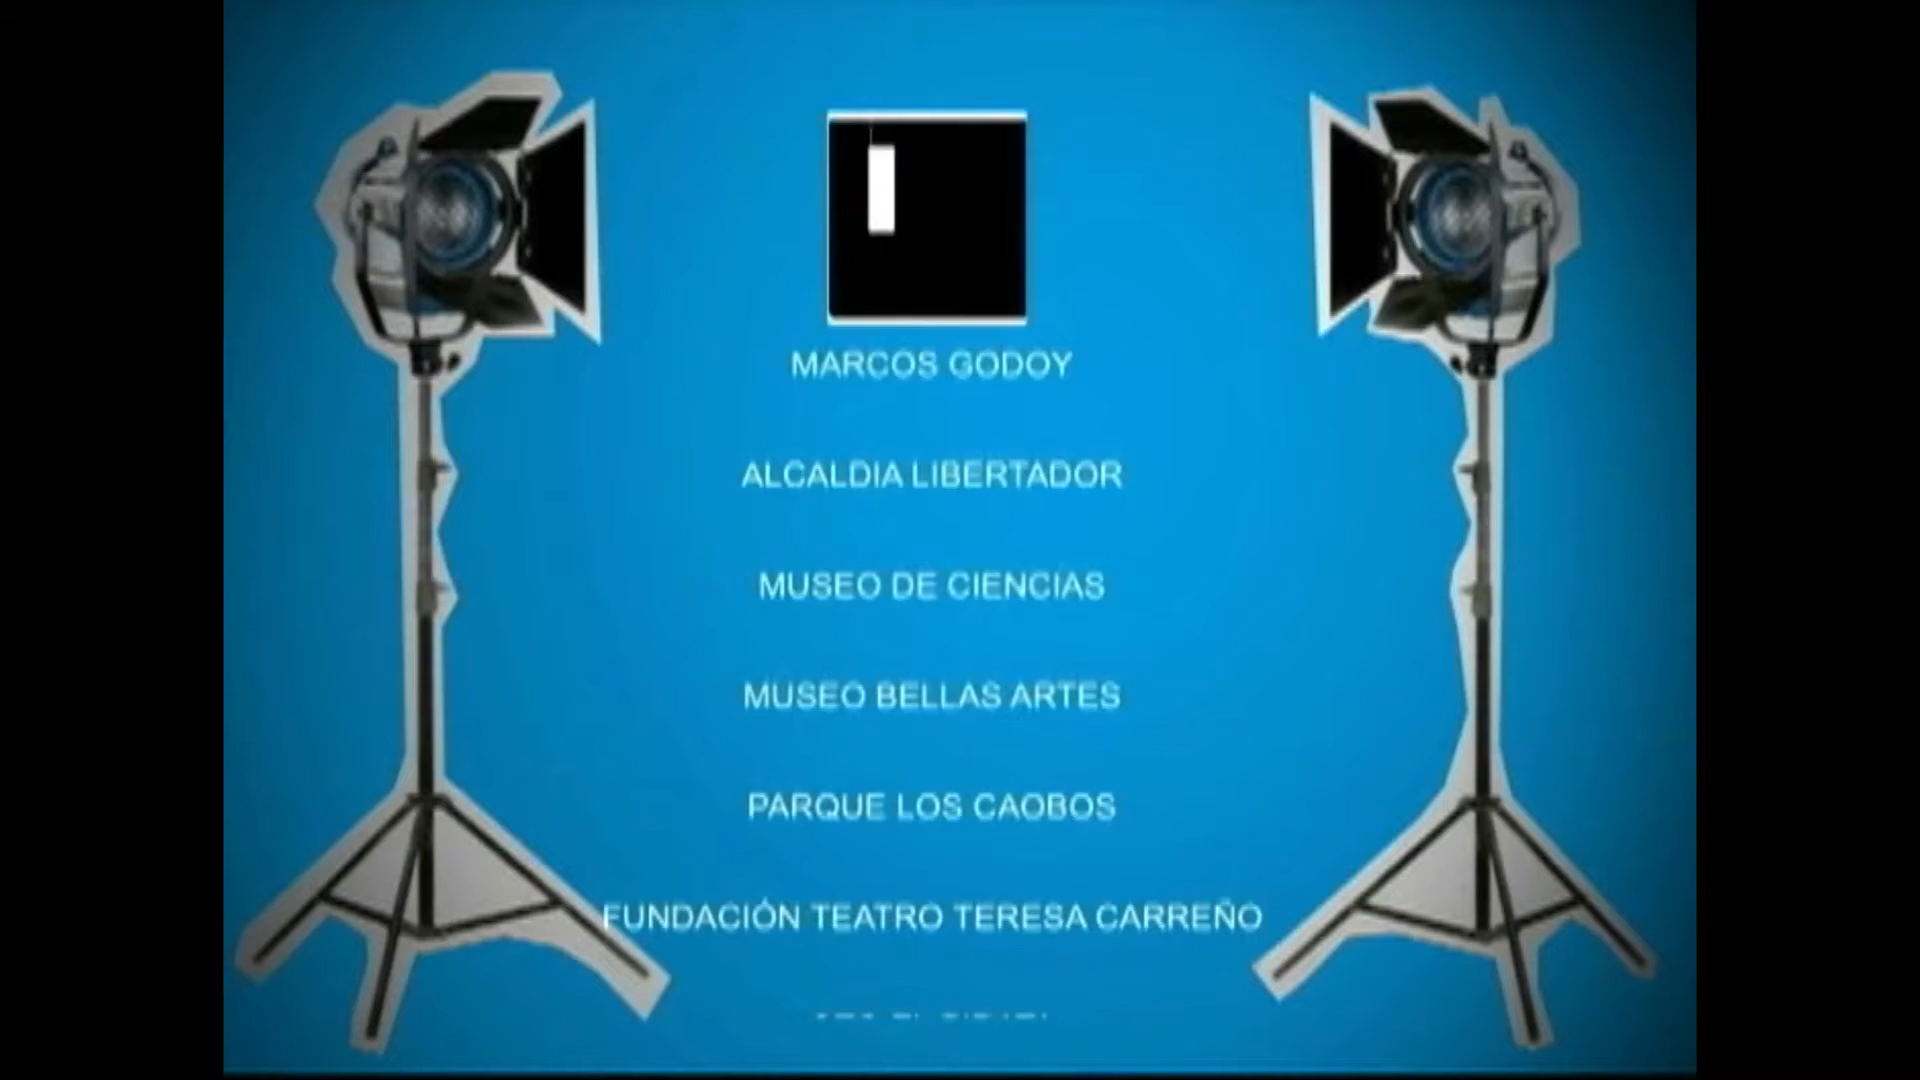 MARCOS GODOY
ALCALDIA LIBERTADOR
MUSEO DE CIENCIAS
MUSEO BELLAS ARTES
PARQUE LOS CAOBOS
FUNDACIÓN TEATRO TERESA CARREÑO